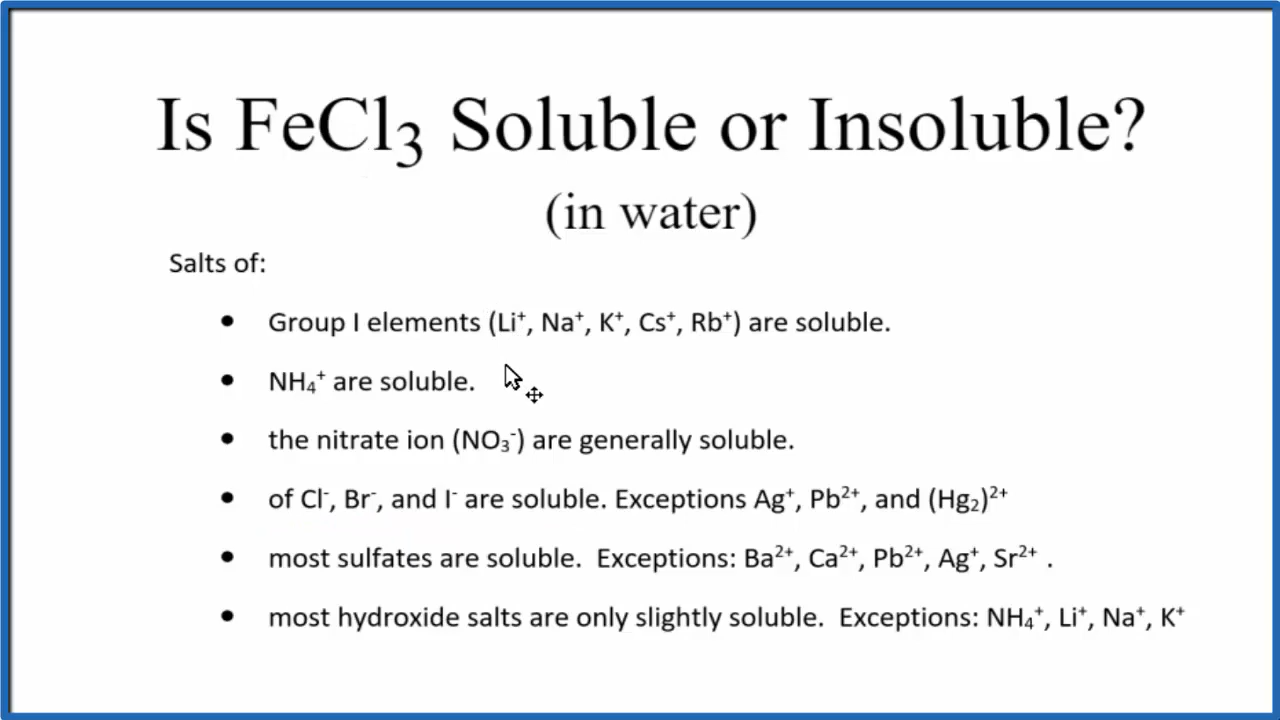 Is FeCl₃ Soluble or Insoluble?
(in water)
Salts of:
• Group I elements (Li⁺, Na⁺, K⁺, Cs⁺, Rb⁺) are soluble.
• NH₄⁺ are soluble.
• the nitrate ion (NO₃⁻) are generally soluble.
• of Cl⁻, Br⁻, and I⁻ are soluble. Exceptions Ag⁺, Pb²⁺, and (Hg₂)²⁺
• most sulfates are soluble.  Exceptions: Ba²⁺, Ca²⁺, Pb²⁺, Ag⁺, Sr²⁺ .
• most hydroxide salts are only slightly soluble.  Exceptions: NH₄⁺, Li⁺, Na⁺, K⁺